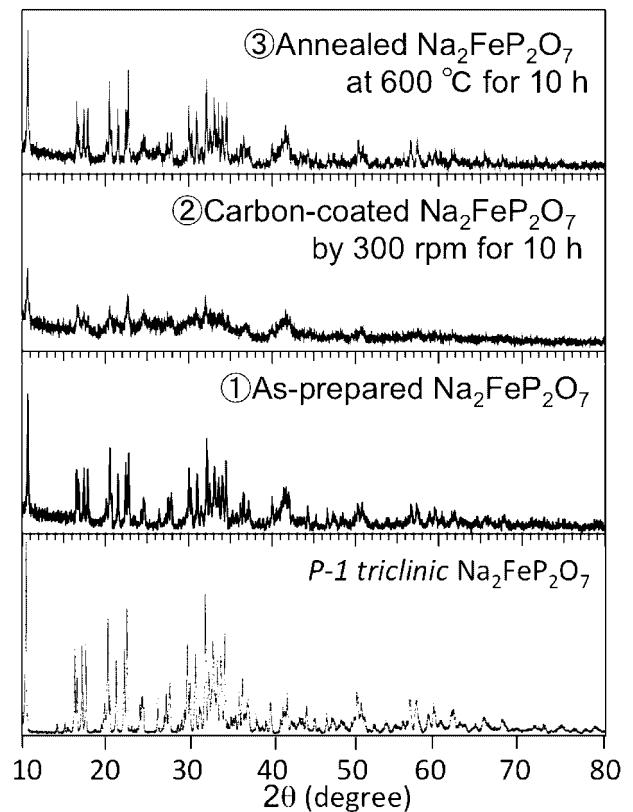 ③Annealed Na₂FeP₂O₇
at 600 ℃ for 10 h
②Carbon-coated Na₂FeP₂O₇
by 300 rpm for 10 h
①As-prepared Na₂FeP₂O₇
P-1 triclinic Na₂FeP₂O₇
10 20 30 40 50 60 70 80
2θ (degree)